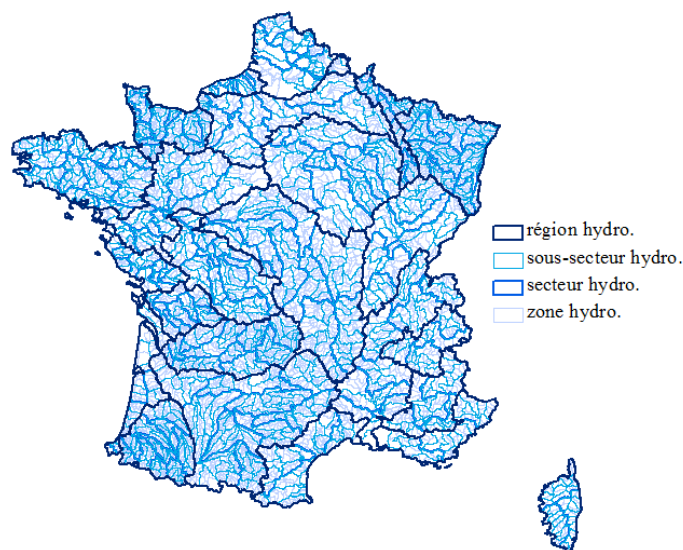 région hydro.
sous-secteur hydro.
secteur hydro.
zone hydro.